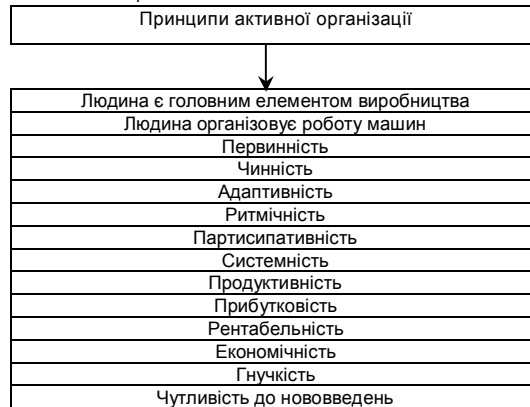 Принципи активної організації
Людина є головним елементом виробництва
Людина організовує роботу машин
Первинність
Чинність
Адаптивність
Ритмічність
Партисипативність
Системність
Продуктивність
Прибутковість
Рентабельність
Економічність
Гнучкість
Чутливість до нововведень